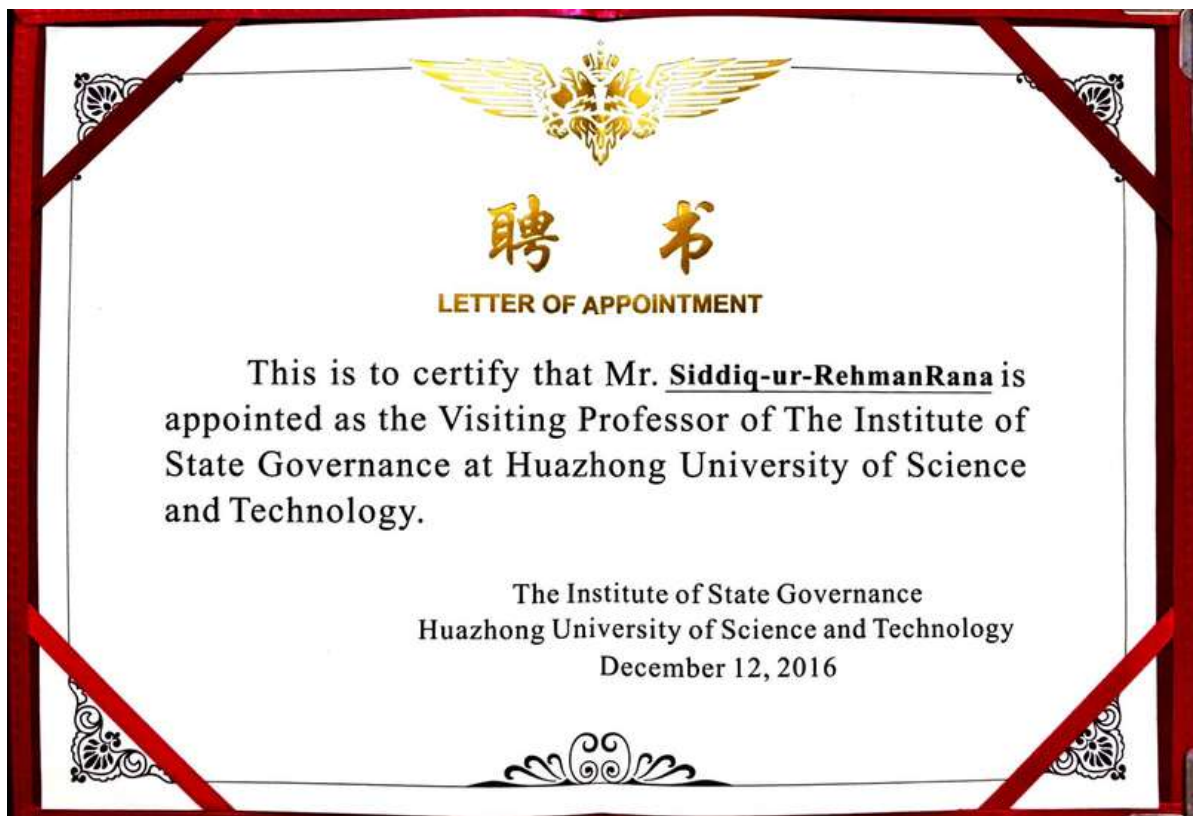 聘 书
LETTER OF APPOINTMENT
This is to certify that Mr. Siddiq-ur-RehmanRana is
appointed as the Visiting Professor of The Institute of
State Governance at Huazhong University of Science
and Technology.
The Institute of State Governance
Huazhong University of Science and Technology
December 12, 2016